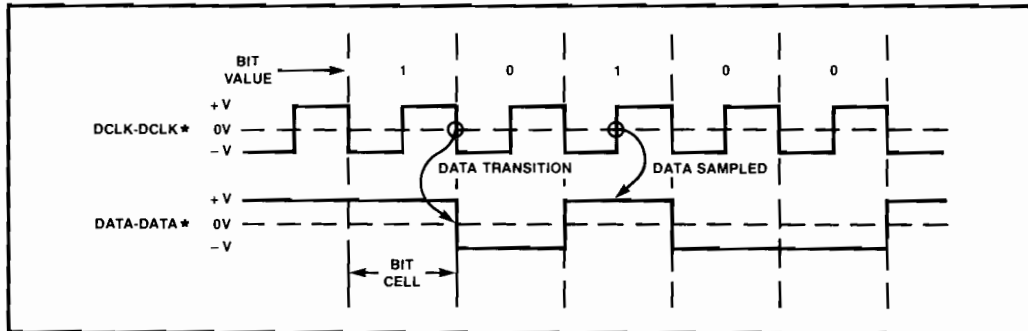 BIT
VALUE
1 0 1 0 0
+V
DCLK-DCLK★ 0V
−V
DATA TRANSITION DATA SAMPLED
+V
DATA-DATA★ 0V
−V
BIT
CELL